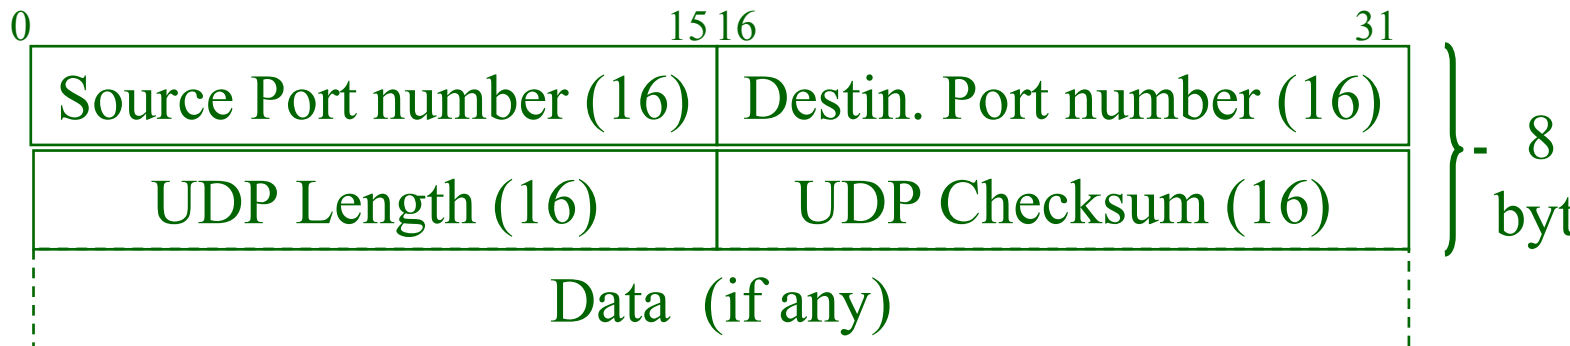 0 15 16 31
Source Port number (16) Destin. Port number (16)
UDP Length (16) UDP Checksum (16)
- 8
byt
Data (if any)